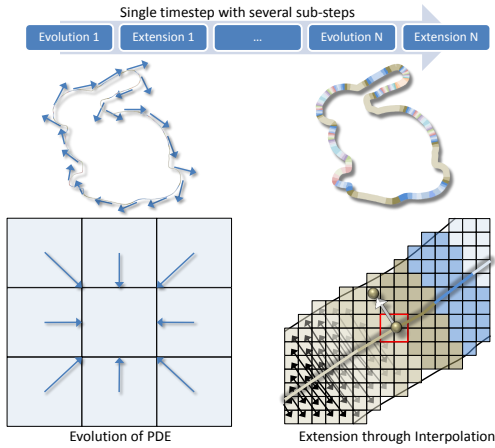 Single timestep with several sub-steps
Evolution 1 Extension 1 ... Evolution N Extension N
Evolution of PDE Extension through Interpolation